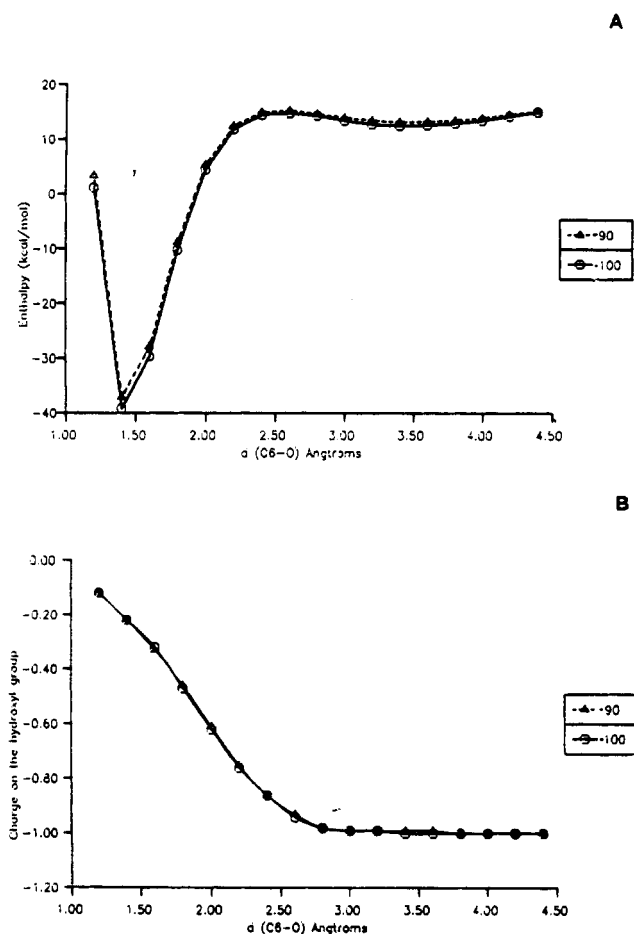 A
20
10
0
-10
-20
-30
-40
Enthalpy (kcal/mol)
1.00 1.50 2.00 2.50 3.00 3.50 4.00 4.50
d (C6-O) Angtroms
-90
-100
B
-0.00
-0.20
-0.40
-0.60
-0.80
-1.00
-1.20
Charge on the hydroxyl group
1.00 1.50 2.00 2.50 3.00 3.50 4.00 4.50
d (C6-O) Angtroms
-90
-100